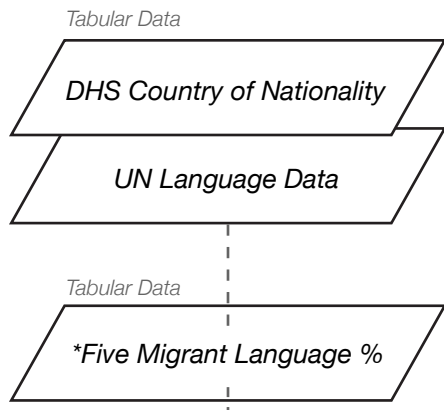 Tabular Data
DHS Country of Nationality
UN Language Data
Tabular Data
*Five Migrant Language %